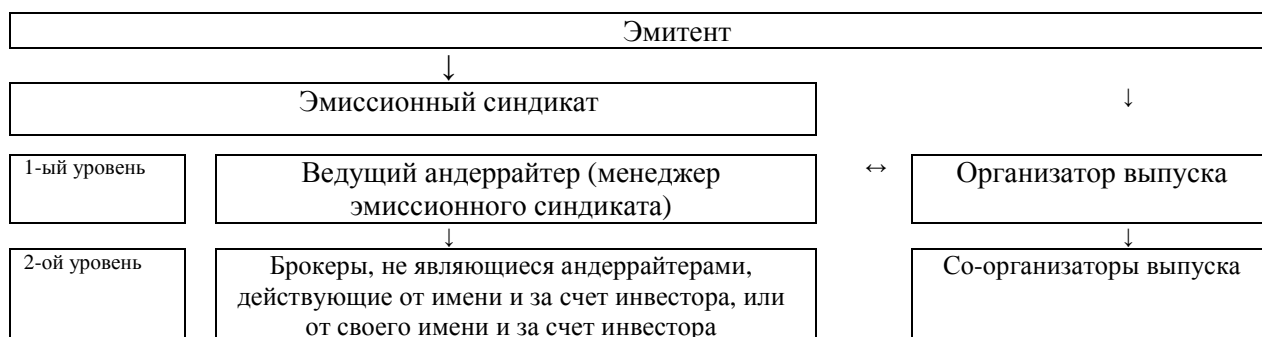 Эмитент
↓
Эмиссионный синдикат ↓
1-ый уровень Ведущий андеррайтер (менеджер ↔ Организатор выпуска
эмиссионного синдиката)
↓ ↓
2-ой уровень Брокеры, не являющиеся андеррайтерами, Со-организаторы выпуска
действующие от имени и за счет инвестора, или
от своего имени и за счет инвестора